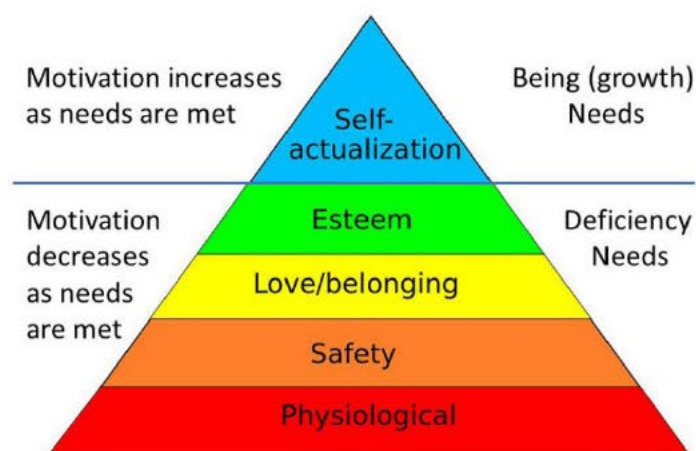 Motivation increases
as needs are met
Being (growth)
Needs
Self-
actualization
Motivation
decreases
as needs
are met
Deficiency
Needs
Esteem
Love/belonging
Safety
Physiological